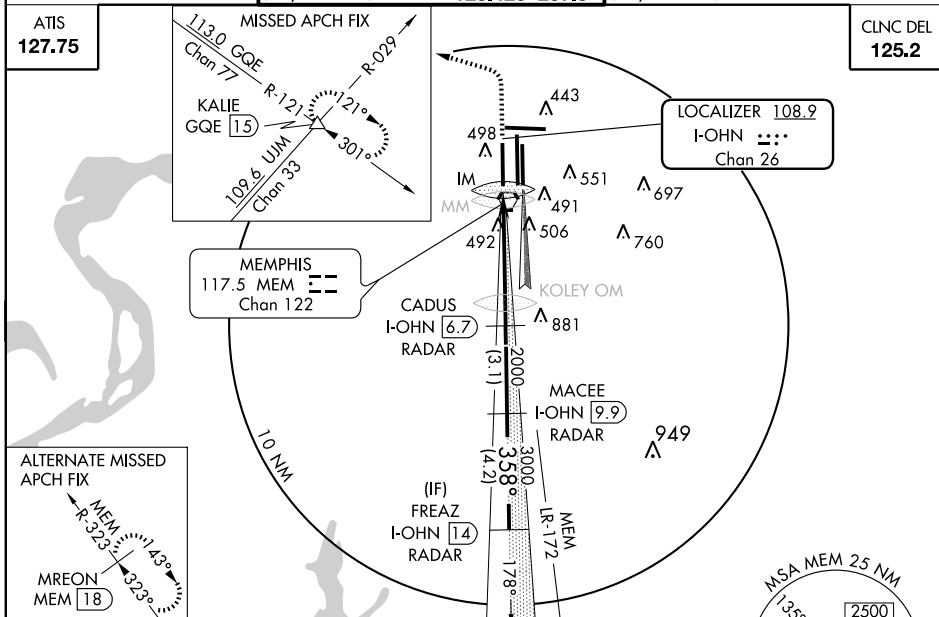 ATIS
127.75
CLNC DEL
125.2
MISSED APCH FIX
113.0 GQE
Chan 77
R-029
R-121
121°
301°
KALIE
GQE 15
109.6 UJM
Chan 33
443
498
LOCALIZER 108.9
I-OHN
Chan 26
IM
MM
551
697
491
492
506
760
MEMPHIS
117.5 MEM
Chan 122
KOLEY OM
CADUS
I-OHN 6.7
RADAR
881
2000
(3.1)
MACEE
I-OHN 9.9
RADAR
949
10 NM
3000
358°
(4.2)
(IF)
FREAZ
I-OHN 14
RADAR
MEM
LR-172
178°
ALTERNATE MISSED
APCH FIX
MEM
R-323
143°
323°
MREON
MEM 18
MSA MEM 25 NM
2500